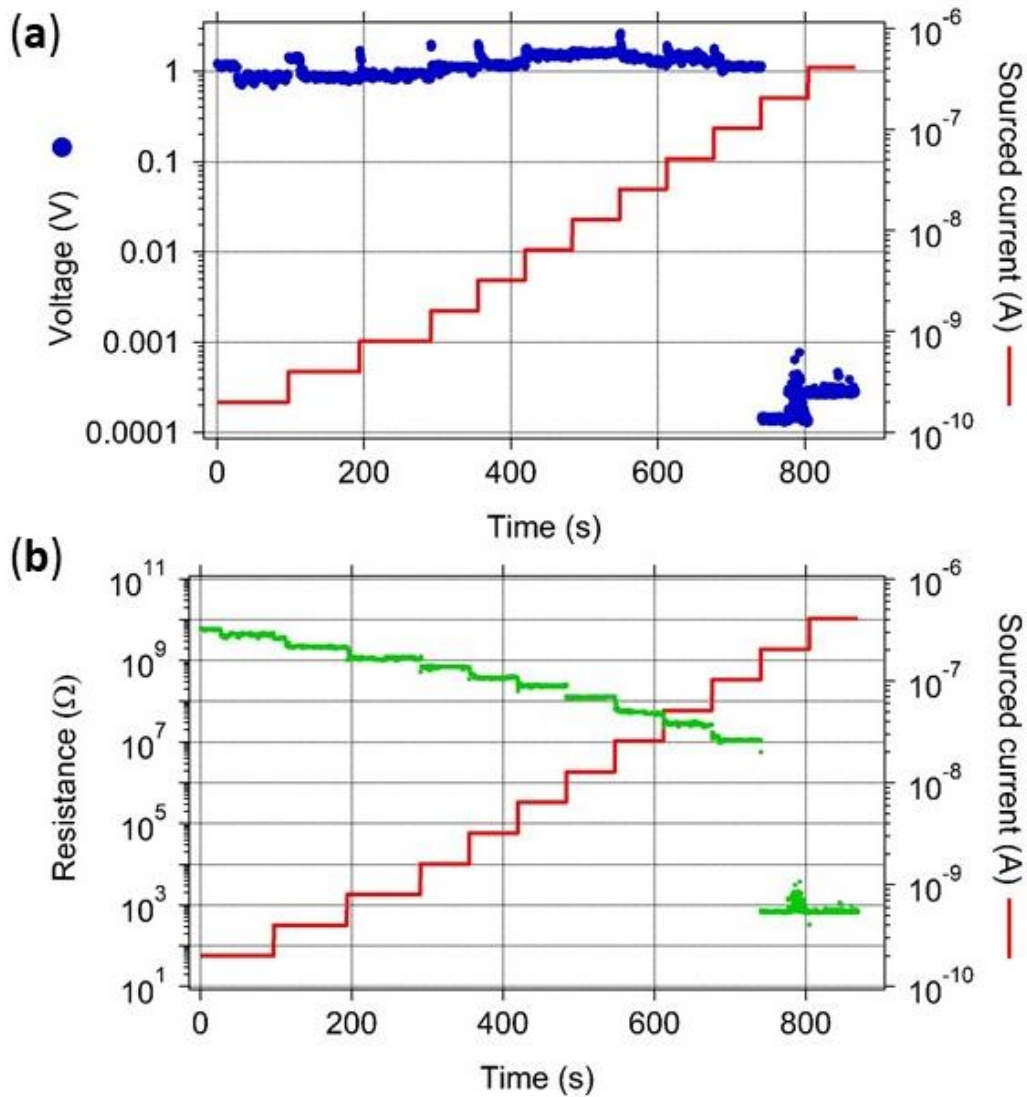 (a)
Voltage (V)
1
0.1
0.01
0.001
0.0001
10-6
10-7
10-8
10-9
10-10
Sourced current (A)
0 200 400 600 800
Time (s)
(b)
Resistance (Ω)
1011
109
107
105
103
101
10-6
10-7
10-8
10-9
10-10
Sourced current (A)
0 200 400 600 800
Time (s)